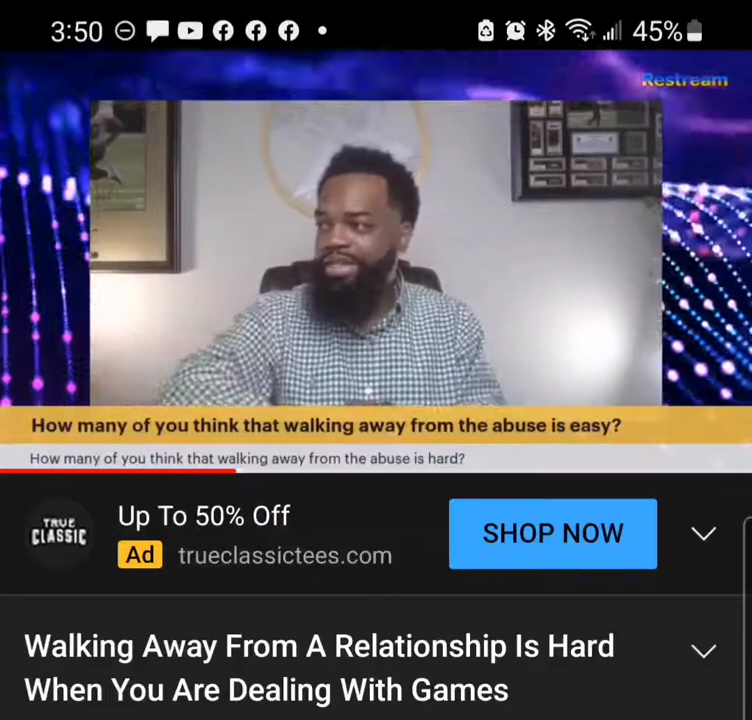 3:50
45%
Restream
How many of you think that walking away from the abuse is easy?
How many of you think that walking away from the abuse is hard?
TRUE
CLASSIC
Up To 50% Off
SHOP NOW
Ad trueclassictees.com
Walking Away From A Relationship Is Hard
When You Are Dealing With Games